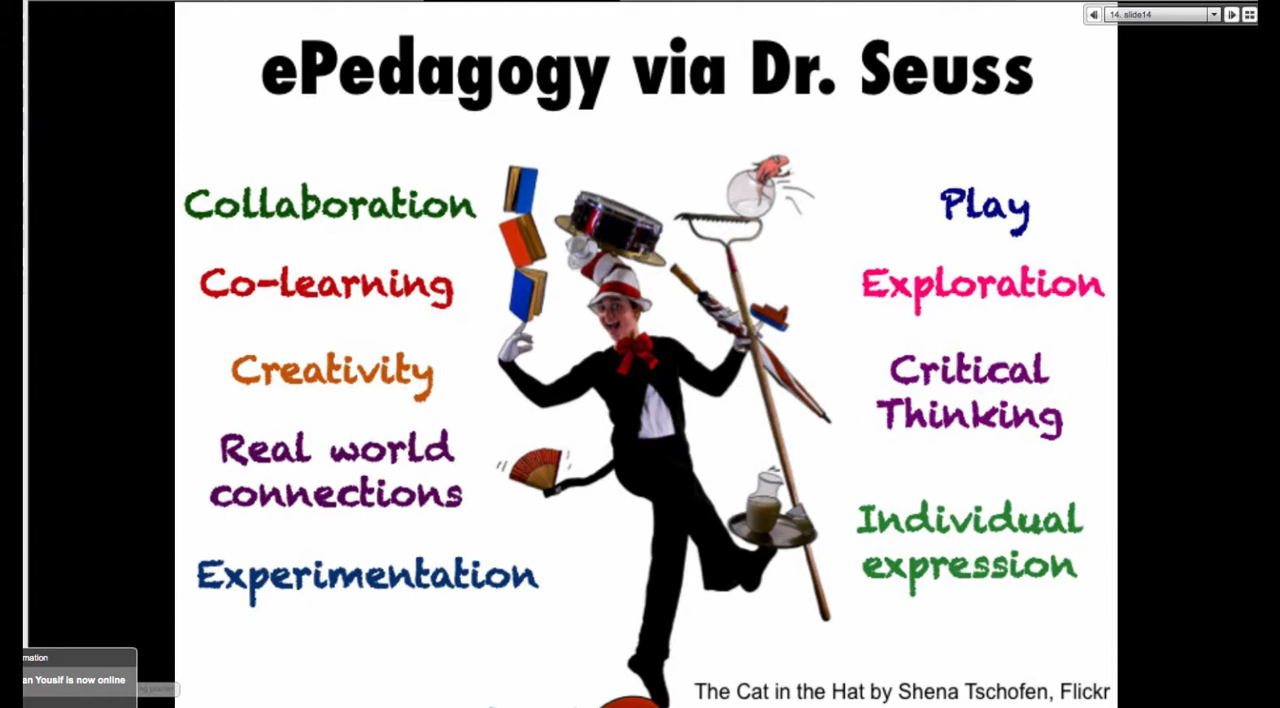 14. slide14
ePedagogy via Dr. Seuss
Collaboration
Co-learning
Creativity
Real world
connections
Experimentation
Play
Exploration
Critical
Thinking
Individual
expression
The Cat in the Hat by Shena Tschofen, Flickr
mation
an Yousif is now online